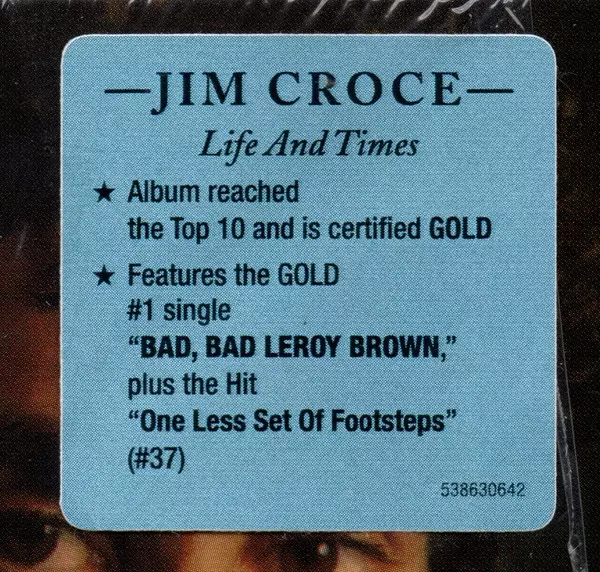 —JIM CROCE—
Life And Times
★ Album reached
the Top 10 and is certified GOLD
★ Features the GOLD
#1 single
“BAD, BAD LEROY BROWN,”
plus the Hit
“One Less Set Of Footsteps”
(#37)
538630642